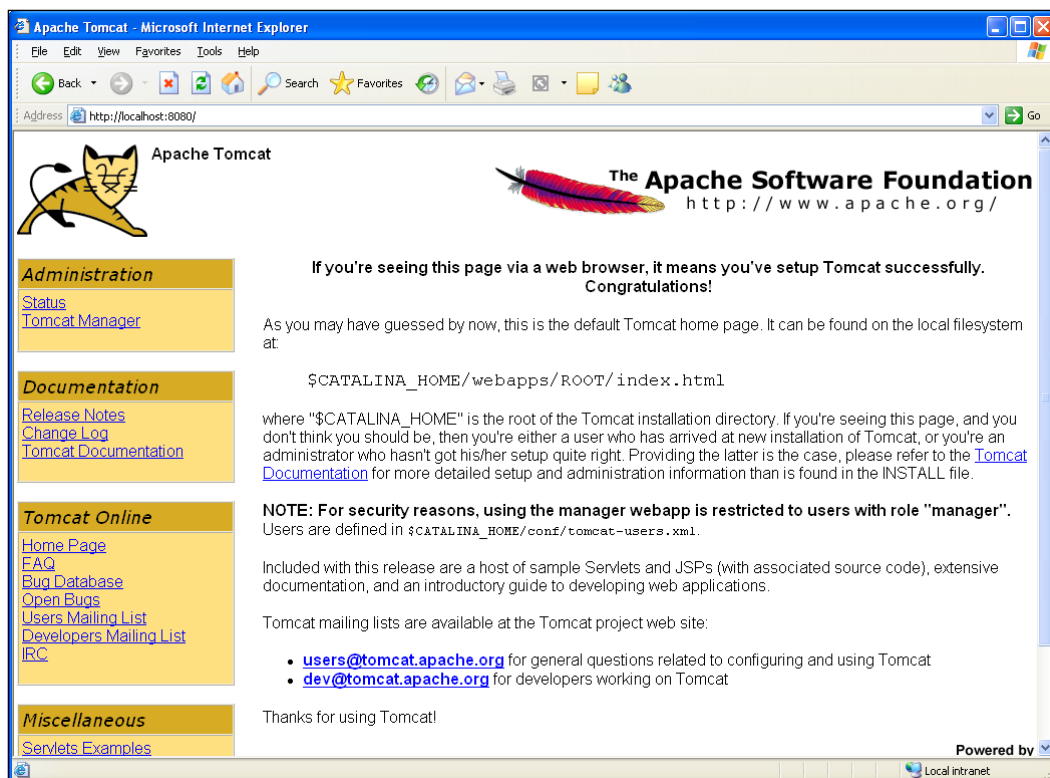 Apache Tomcat - Microsoft Internet Explorer
File Edit View Favorites Tools Help
Back Search Favorites
Address http://localhost:8080/ Go
Apache Tomcat
The Apache Software Foundation
http://www.apache.org/
Administration
Status
Tomcat Manager
Documentation
Release Notes
Change Log
Tomcat Documentation
Tomcat Online
Home Page
FAQ
Bug Database
Open Bugs
Users Mailing List
Developers Mailing List
IRC
Miscellaneous
Servlets Examples
If you're seeing this page via a web browser, it means you've setup Tomcat successfully.
Congratulations!
As you may have guessed by now, this is the default Tomcat home page. It can be found on the local filesystem
at:
$CATALINA_HOME/webapps/ROOT/index.html
where "$CATALINA_HOME" is the root of the Tomcat installation directory. If you're seeing this page, and you
don't think you should be, then you're either a user who has arrived at new installation of Tomcat, or you're an
administrator who hasn't got his/her setup quite right. Providing the latter is the case, please refer to the Tomcat
Documentation for more detailed setup and administration information than is found in the INSTALL file.
NOTE: For security reasons, using the manager webapp is restricted to users with role "manager".
Users are defined in $CATALINA_HOME/conf/tomcat-users.xml.
Included with this release are a host of sample Servlets and JSPs (with associated source code), extensive
documentation, and an introductory guide to developing web applications.
Tomcat mailing lists are available at the Tomcat project web site:
• users@tomcat.apache.org for general questions related to configuring and using Tomcat
• dev@tomcat.apache.org for developers working on Tomcat
Thanks for using Tomcat!
Powered by
Local intranet